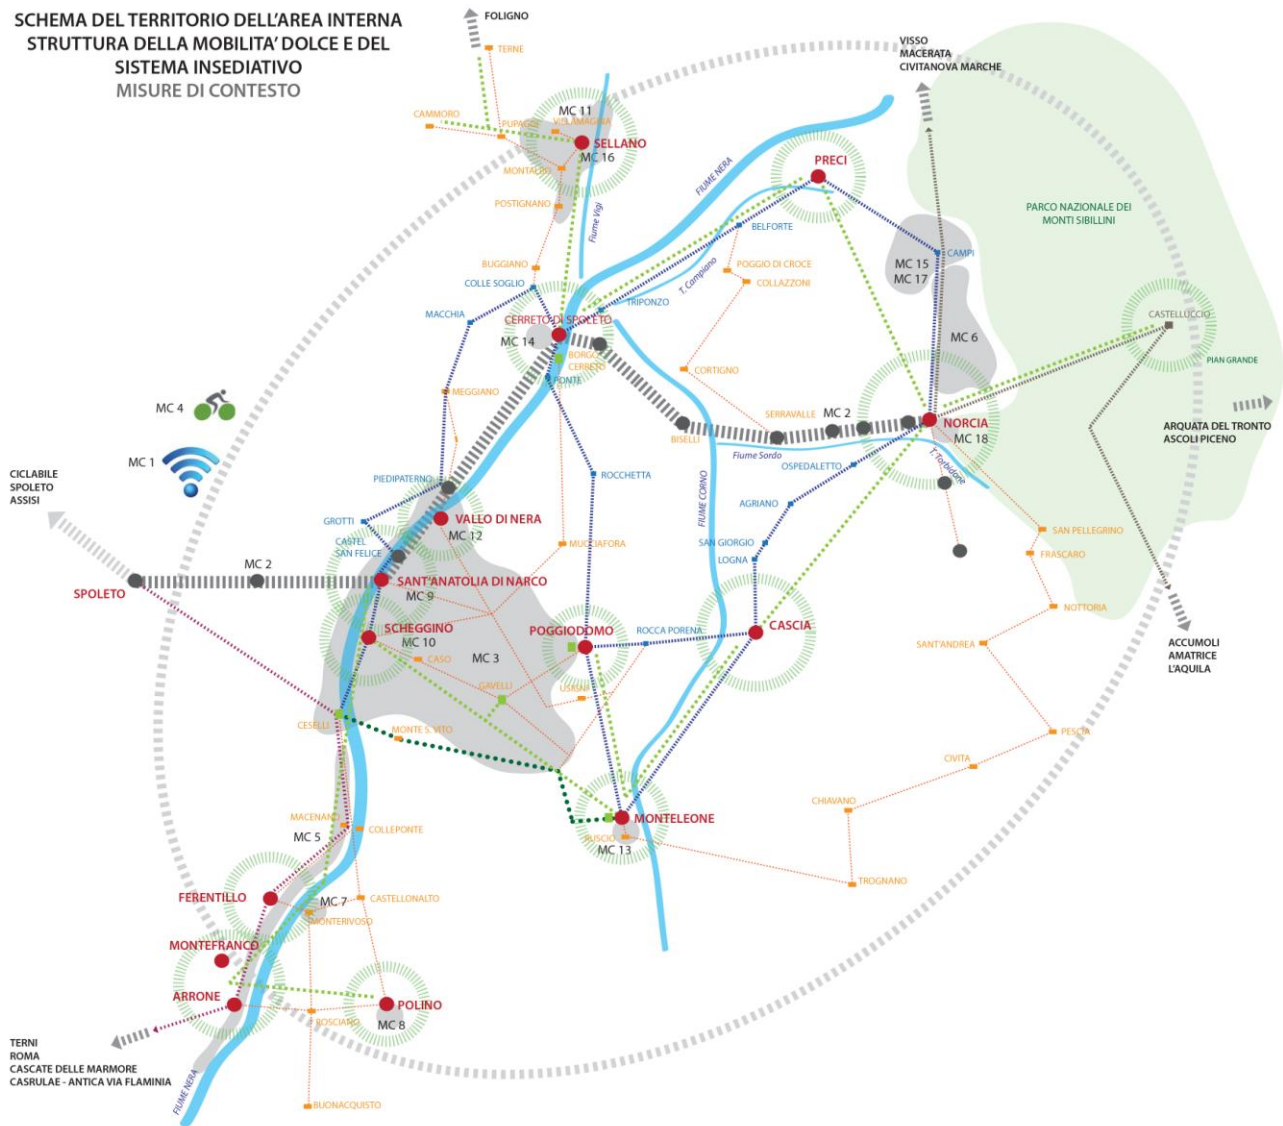 SCHEMA DEL TERRITORIO DELL'AREA INTERNA
STRUTTURA DELLA MOBILITA' DOLCE E DEL
SISTEMA INSEDIATIVO
MISURE DI CONTESTO
FOLIGNO
TERNE
VISSO
MACERATA
CIVITANOVA MARCHE
CAMMORO
PUPAGGI
MC 11
VILLAMAGINA
SELLANO
MC 16
MONTALBO
POSTIGNANO
FIUME NERA
Fiume Vigi
PRECI
PARCO NAZIONALE DEI
MONTI SIBILLINI
BELFORTE
BUGGIANO
COLLE SOGLIO
T. Campiano
POGGIO DI CROCE
COLLAZZONI
CAMPI
MC 15
MC 17
MACCHIA
TRIPONZO
CERRETO DI SPOLETO
MC 14
BORGO
CERRETO
PONTE
CASTELLUCCIO
MC 6
PIAN GRANDE
CORTIGNO
MEGGIANO
MC 4
SERRAVALLE
MC 2
NORCIA
MC 18
BISELLI
Fiume Sordo
T. Torbidone
ARQUATA DEL TRONTO
ASCOLI PICENO
MC 1
CICLABILE
SPOLETO
ASSISI
PIEDIPATERNO
ROCCHETTA
OSPEDALETTO
FIUME CORNO
AGRIANO
GROTTI
VALLO DI NERA
MC 12
CASTEL
SAN FELICE
MUCCIAFORA
SAN GIORGIO
LOGNA
SAN PELLEGRINO
FRASCARO
MC 2
SPOLETO
SANT'ANATOLIA DI NARCO
MC 9
NOTTORIA
SCHEGGINO
MC 10
POGGIODOMO
ROCCA PORENA
CASCIA
SANT'ANDREA
ACCUMOLI
AMATRICE
L'AQUILA
CASO
MC 3
GAVELLI
USIGNI
CESELLI
MONTE S. VITO
PESCIA
CIVITA
CHIAVANO
MACENANO
COLLEPONTE
MC 5
MONTELEONE
RUSCIO
MC 13
TROGNANO
FERENTILLO
MC 7
CASTELLONALTO
MONTERIVOSO
MONTEFRANCO
ARRONE
POLINO
MC 8
ROSCIANO
TERNI
ROMA
CASCATE DELLE MARMORE
CASRULAE - ANTICA VIA FLAMINIA
FIUME NERA
BUONACQUISTO